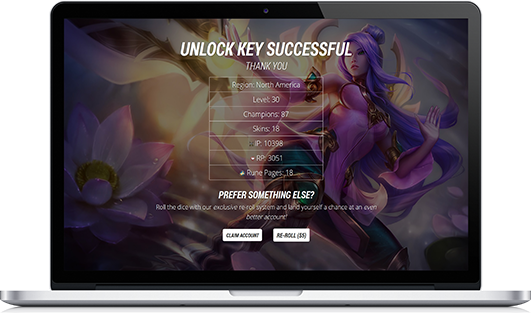 UNLOCK KEY SUCCESSFUL
THANK YOU
Region: North America
Level: 30
Champions: 87
Skins: 18
IP: 10398
RP: 3051
Rune Pages: 18
PREFER SOMETHING ELSE?
Roll the dice with our exclusive re-roll system and land yourself a chance at an even
better account!
CLAIM ACCOUNT RE-ROLL ($5)